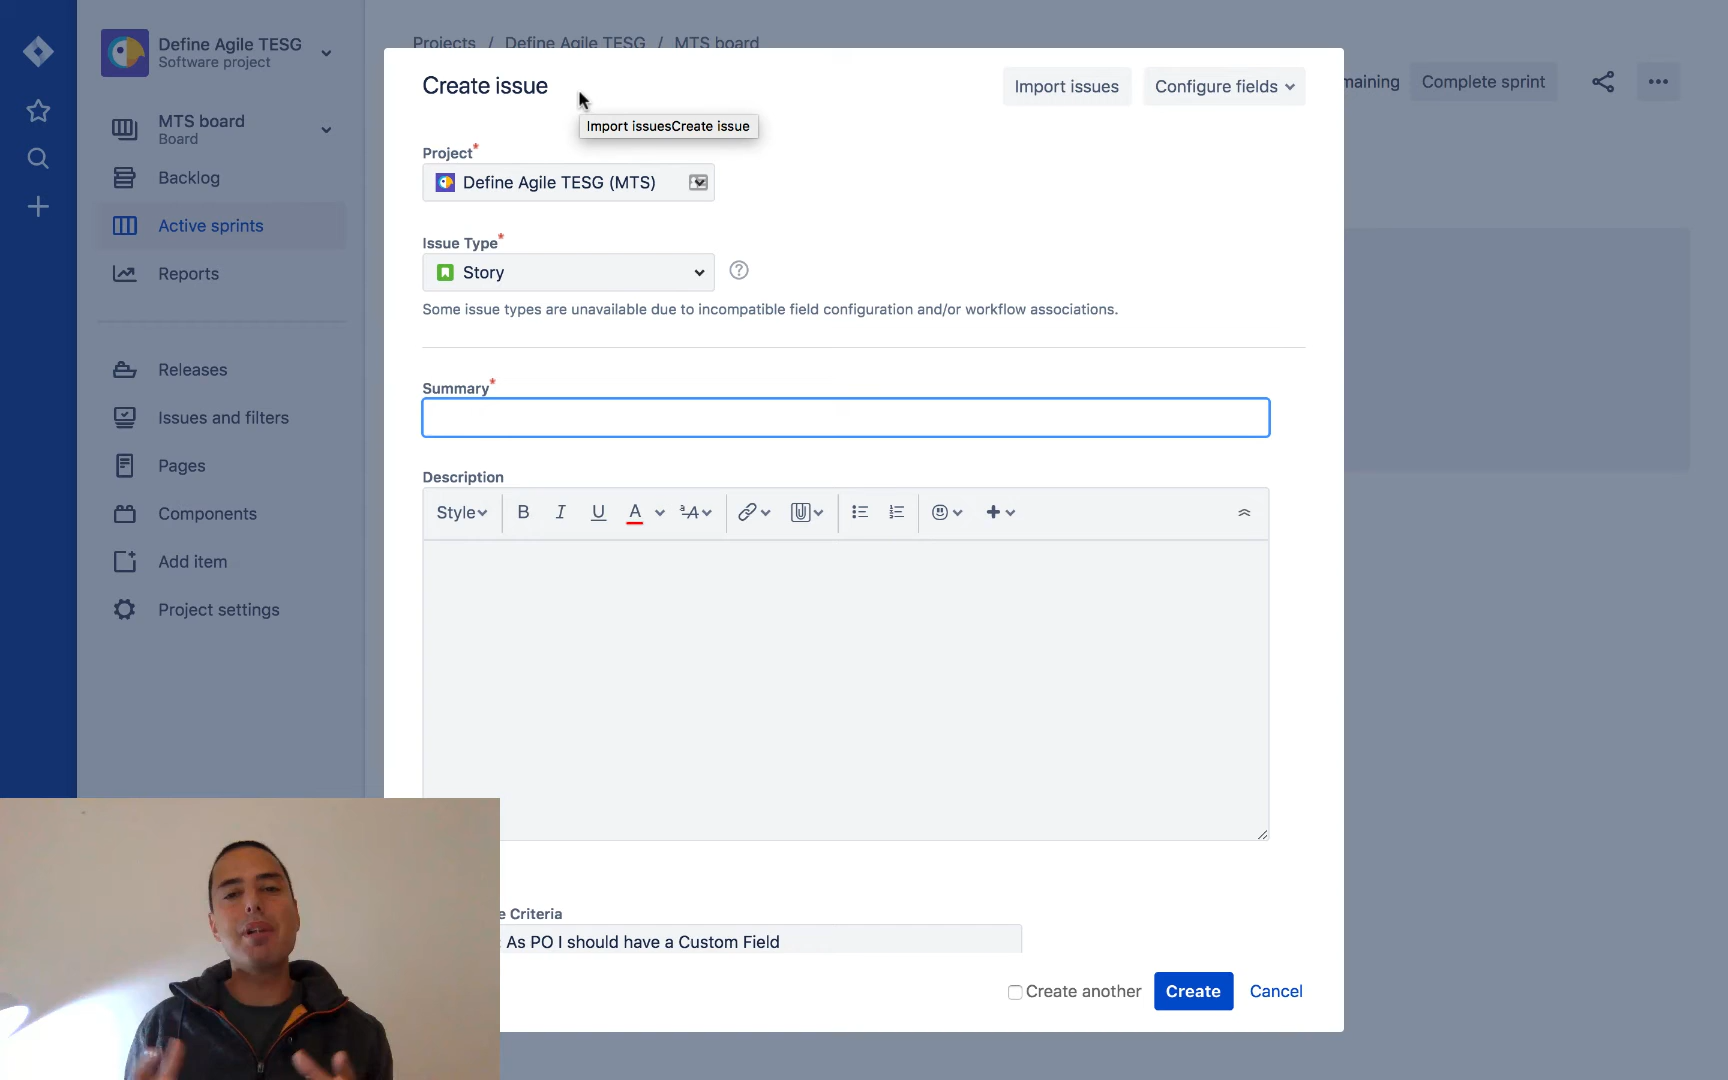 Define Agile TESG
Software project
MTS board
Board
Backlog
Active sprints
Reports
Releases
Issues and filters
Pages
Components
Add item
Project settings
Projects / Define Agile TESG / MTS board
maining
Complete sprint
Create issue
Import issues
Configure fields
Import issuesCreate issue
Project*
Define Agile TESG (MTS)
Issue Type*
Story
Some issue types are unavailable due to incompatible field configuration and/or workflow associations.
Summary*
Description
Style B I U A ªA
e Criteria
: As PO I should have a Custom Field
Create another
Create
Cancel